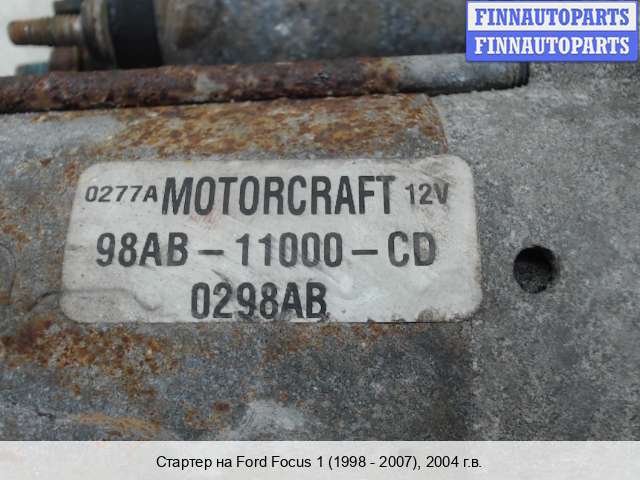 FINNAUTOPARTS
FINNAUTOPARTS
0277A MOTORCRAFT 12V
98AB-11000-CD
0298AB
Стартер на Ford Focus 1 (1998 - 2007), 2004 г.в.